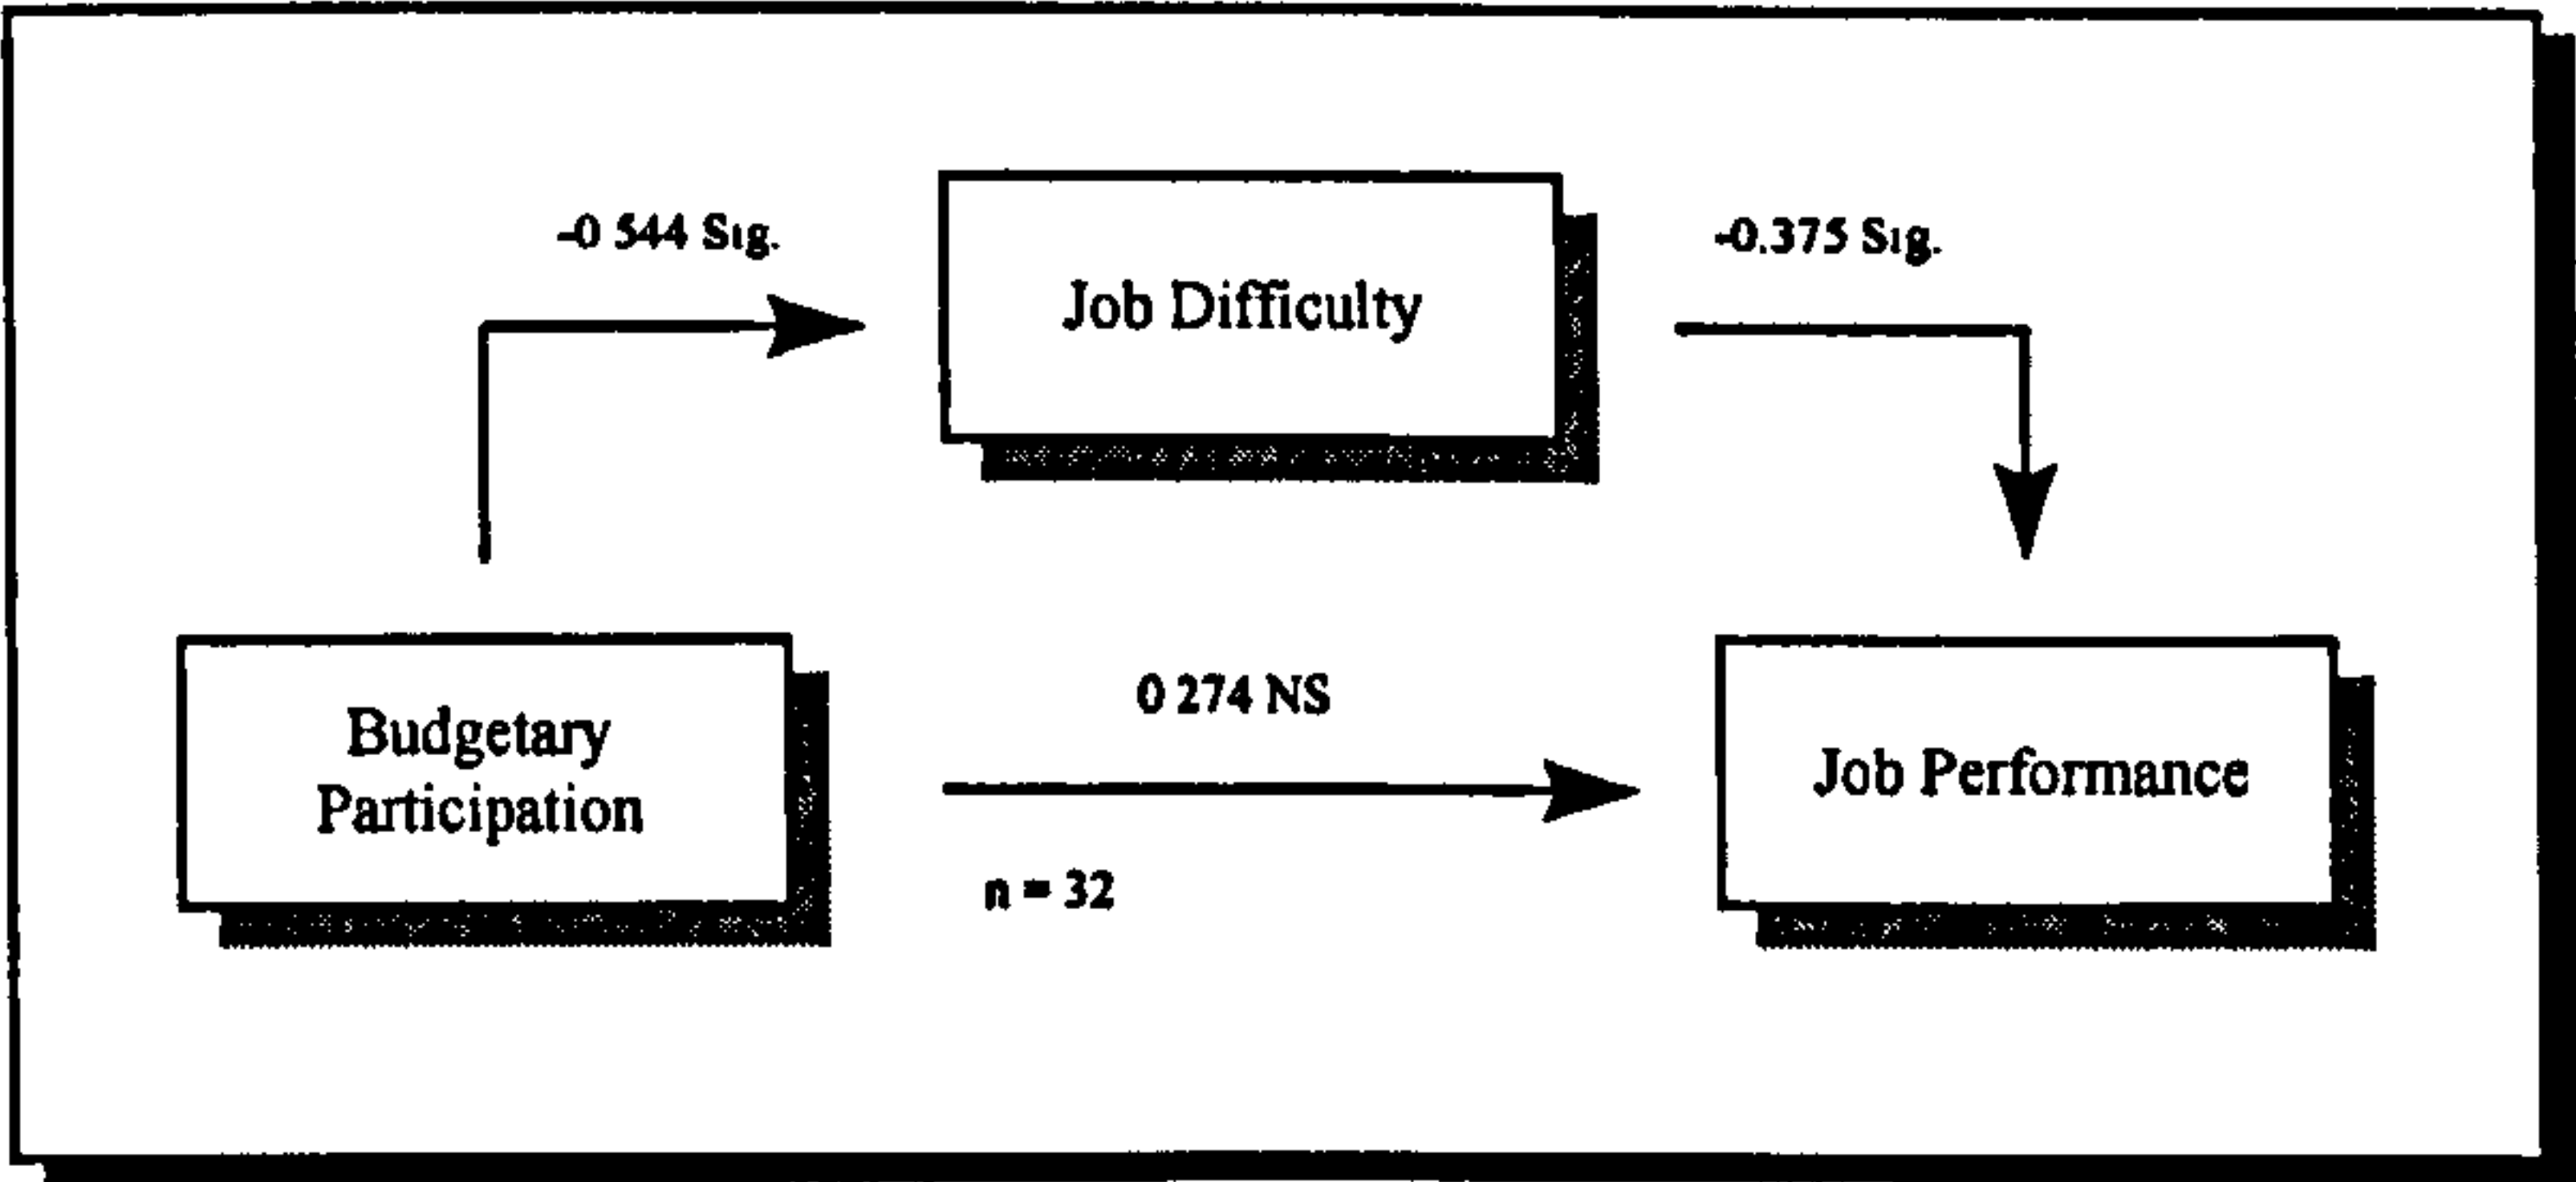 -0 544 Sig.
-0.375 Sig.
Job Difficulty
0 274 NS
Budgetary
Participation
Job Performance
n = 32